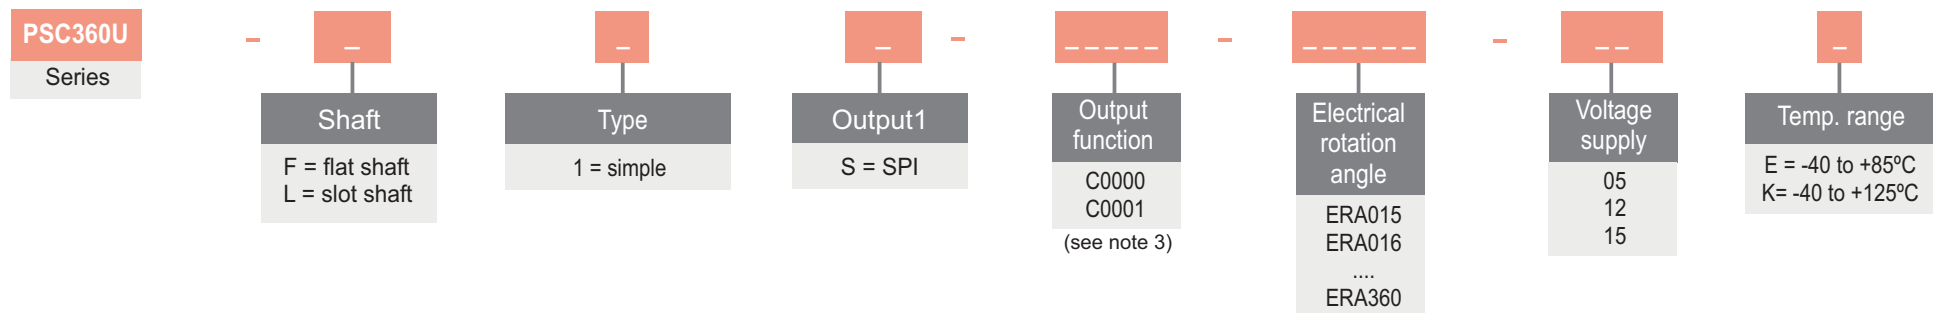 PSC360U - _ _ _ - _ _ _ _ _ - _ _ _ _ _ _ - _ _ _
Series
Shaft
F = flat shaft
L = slot shaft
Type
1 = simple
Output1
S = SPI
Output
function
C0000
C0001
(see note 3)
Electrical
rotation
angle
ERA015
ERA016
....
ERA360
Voltage
supply
05
12
15
Temp. range
E = -40 to +85ºC
K= -40 to +125ºC